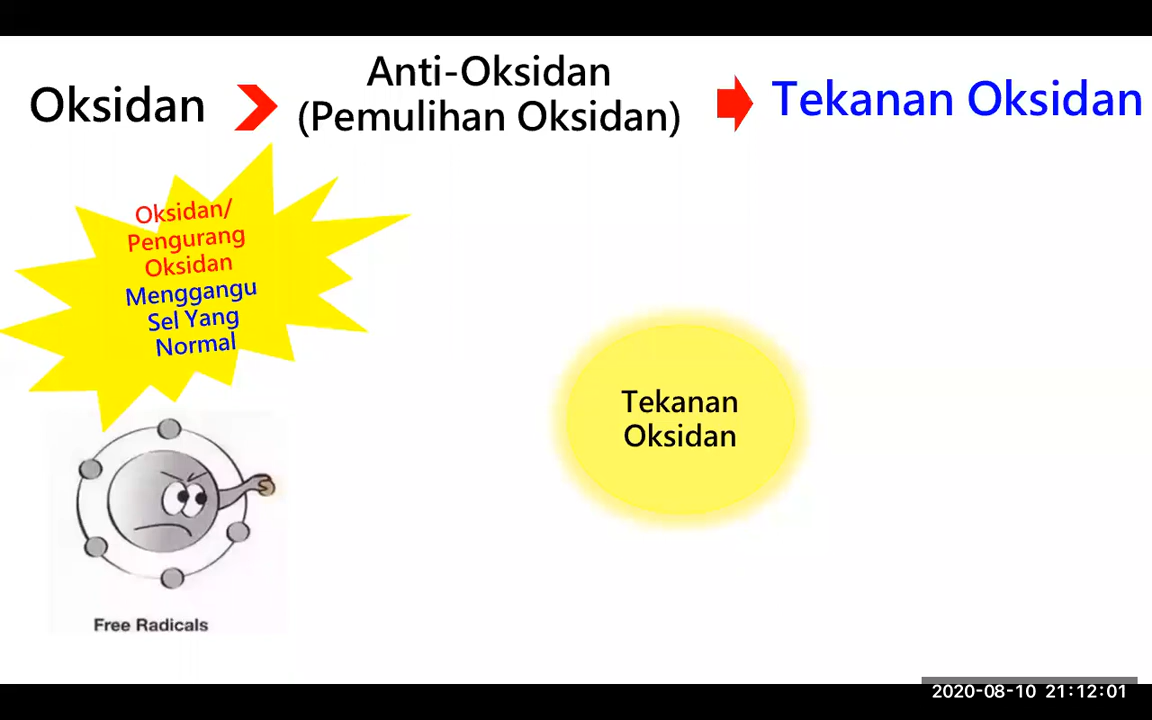 Oksidan
Anti-Oksidan
(Pemulihan Oksidan)
Tekanan Oksidan
Oksidan/
Pengurang
Oksidan
Menggangu
Sel Yang
Normal
Tekanan
Oksidan
Free Radicals
2020-08-10 21:12:01